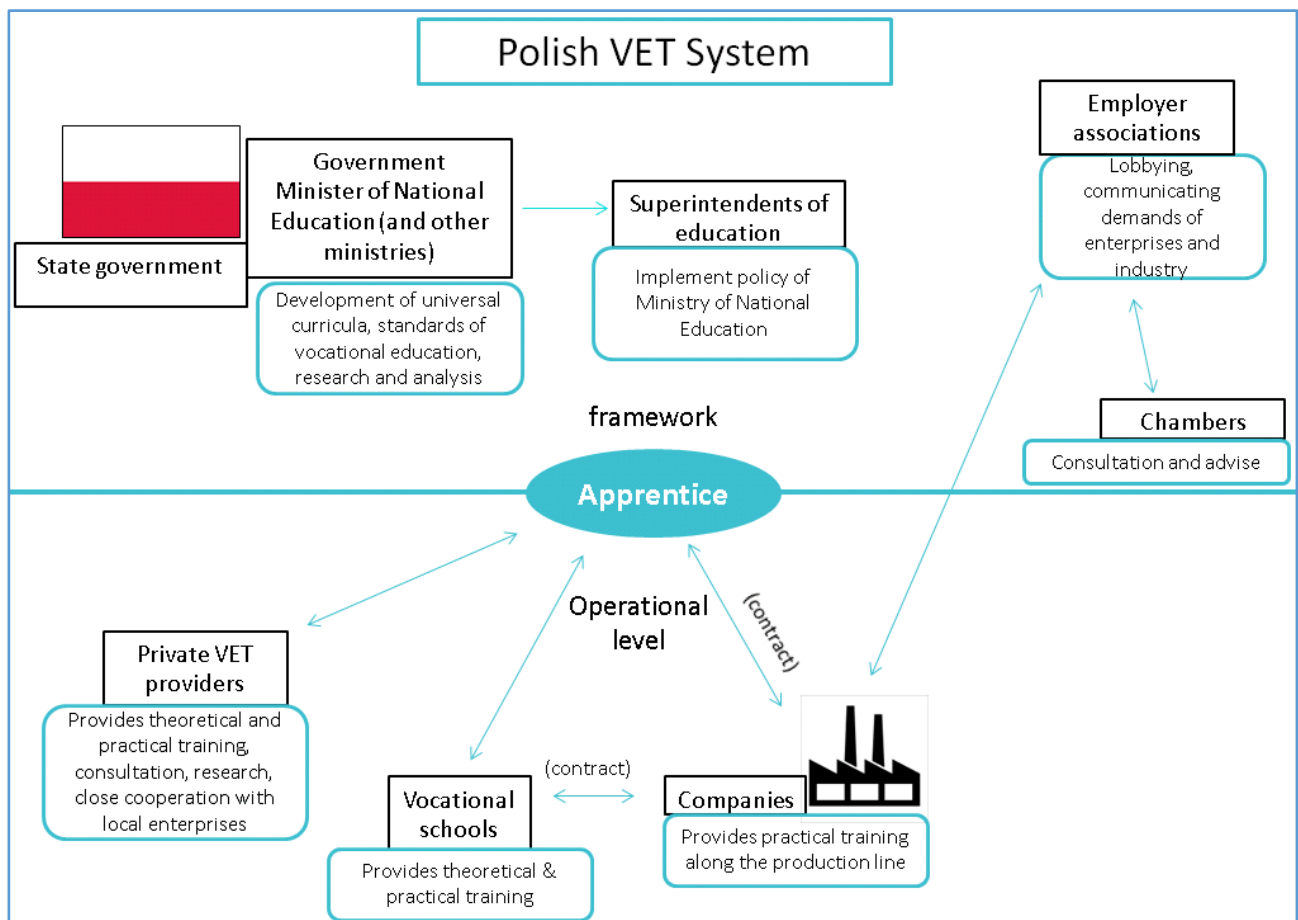 Polish VET System
State government
Government
Minister of National
Education (and other
ministries)
Development of universal
curricula, standards of
vocational education,
research and analysis
Superintendents of
education
Implement policy of
Ministry of National
Education
Employer
associations
Lobbying,
communicating
demands of
enterprises and
industry
Chambers
Consultation and advise
framework
Apprentice
Operational
level
(contract)
Private VET
providers
Provides theoretical and
practical training,
consultation, research,
close cooperation with
local enterprises
Vocational
schools
Provides theoretical &
practical training
(contract)
Companies
Provides practical training
along the production line